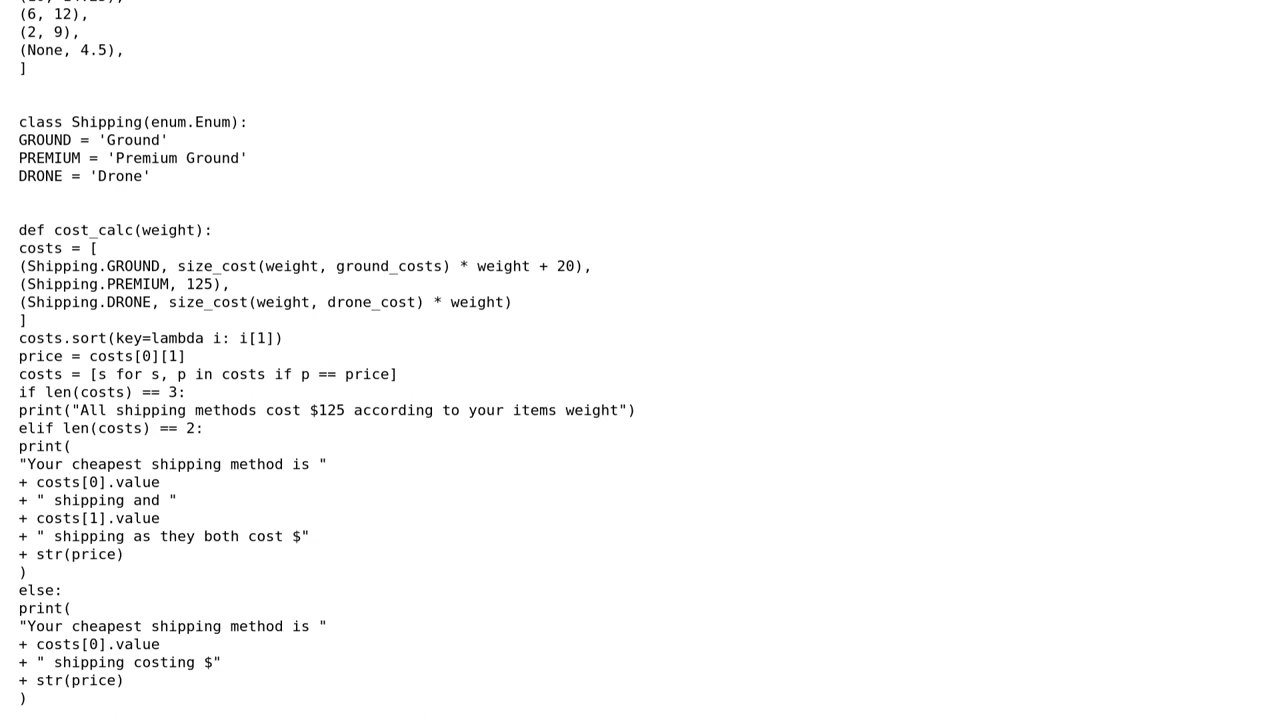 (6, 12),
(2, 9),
(None, 4.5),
]
class Shipping(enum.Enum):
GROUND = 'Ground'
PREMIUM = 'Premium Ground'
DRONE = 'Drone'
def cost_calc(weight):
costs = [
(Shipping.GROUND, size_cost(weight, ground_costs) * weight + 20),
(Shipping.PREMIUM, 125),
(Shipping.DRONE, size_cost(weight, drone_cost) * weight)
]
costs.sort(key=lambda i: i[1])
price = costs[0][1]
costs = [s for s, p in costs if p == price]
if len(costs) == 3:
print("All shipping methods cost $125 according to your items weight")
elif len(costs) == 2:
print(
"Your cheapest shipping method is "
+ costs[0].value
+ " shipping and "
+ costs[1].value
+ " shipping as they both cost $"
+ str(price)
)
else:
print(
"Your cheapest shipping method is "
+ costs[0].value
+ " shipping costing $"
+ str(price)
)